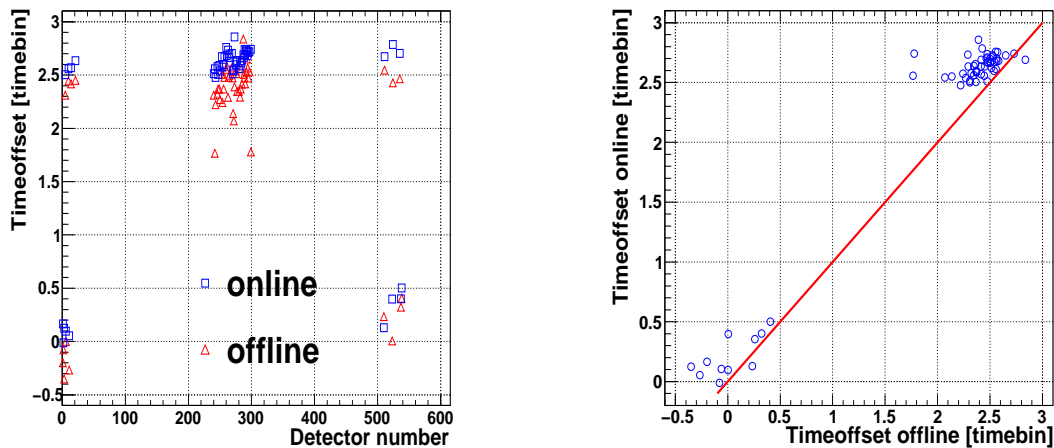 Timeoffset [timebin]
3
2.5
2
1.5
1
0.5
0
−0.5
online
offline
0 100 200 300 400 500 600
Detector number
Timeoffset online [timebin]
3
2.5
2
1.5
1
0.5
0
−0.5 0 0.5 1 1.5 2 2.5 3
Timeoffset offline [timebin]